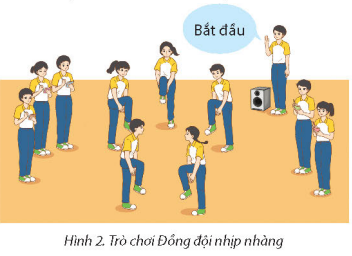 Bắt đầu
Hình 2. Trò chơi Đồng đội nhịp nhàng